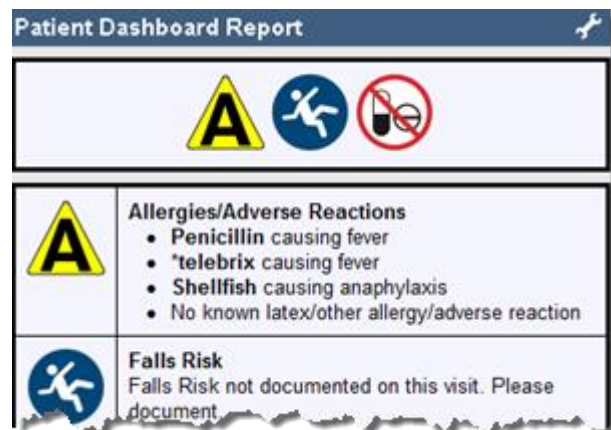 Patient Dashboard Report
A
A
Allergies/Adverse Reactions
• Penicillin causing fever
• *telebrix causing fever
• Shellfish causing anaphylaxis
• No known latex/other allergy/adverse reaction
Falls Risk
Falls Risk not documented on this visit. Please
document